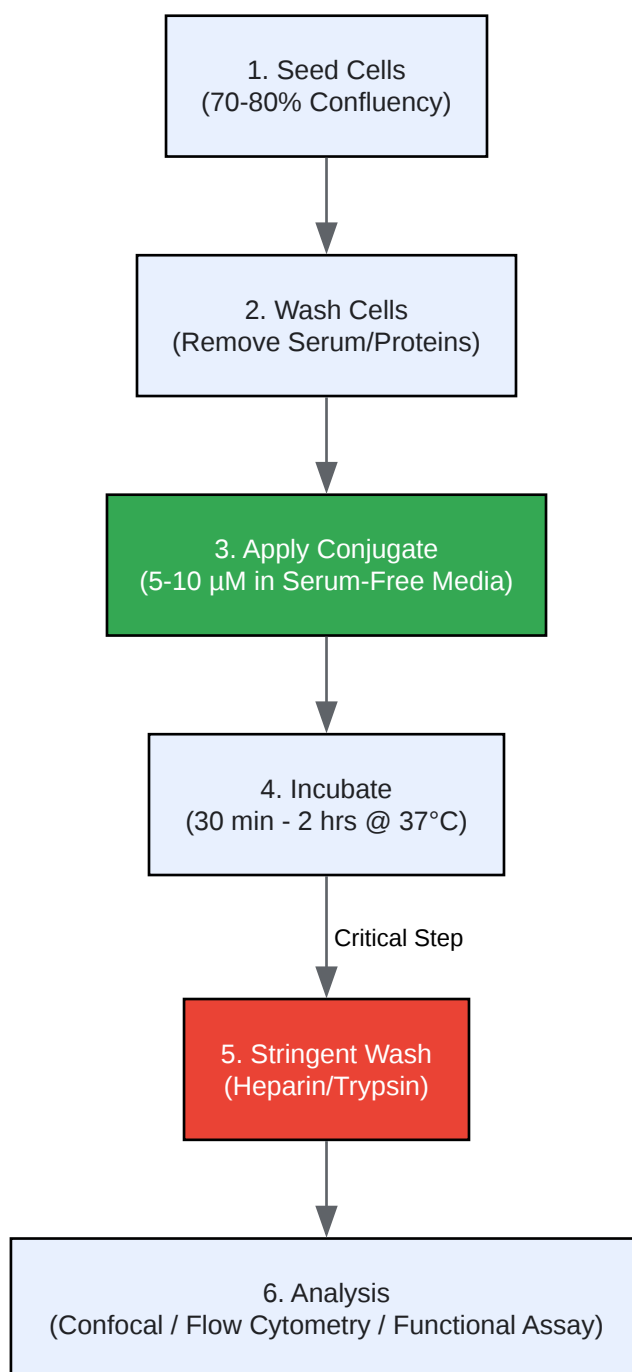 1. Seed Cells
(70-80% Confluency)
2. Wash Cells
(Remove Serum/Proteins)
3. Apply Conjugate
(5-10 µM in Serum-Free Media)
4. Incubate
(30 min - 2 hrs @ 37°C)
Critical Step
5. Stringent Wash
(Heparin/Trypsin)
6. Analysis
(Confocal / Flow Cytometry / Functional Assay)